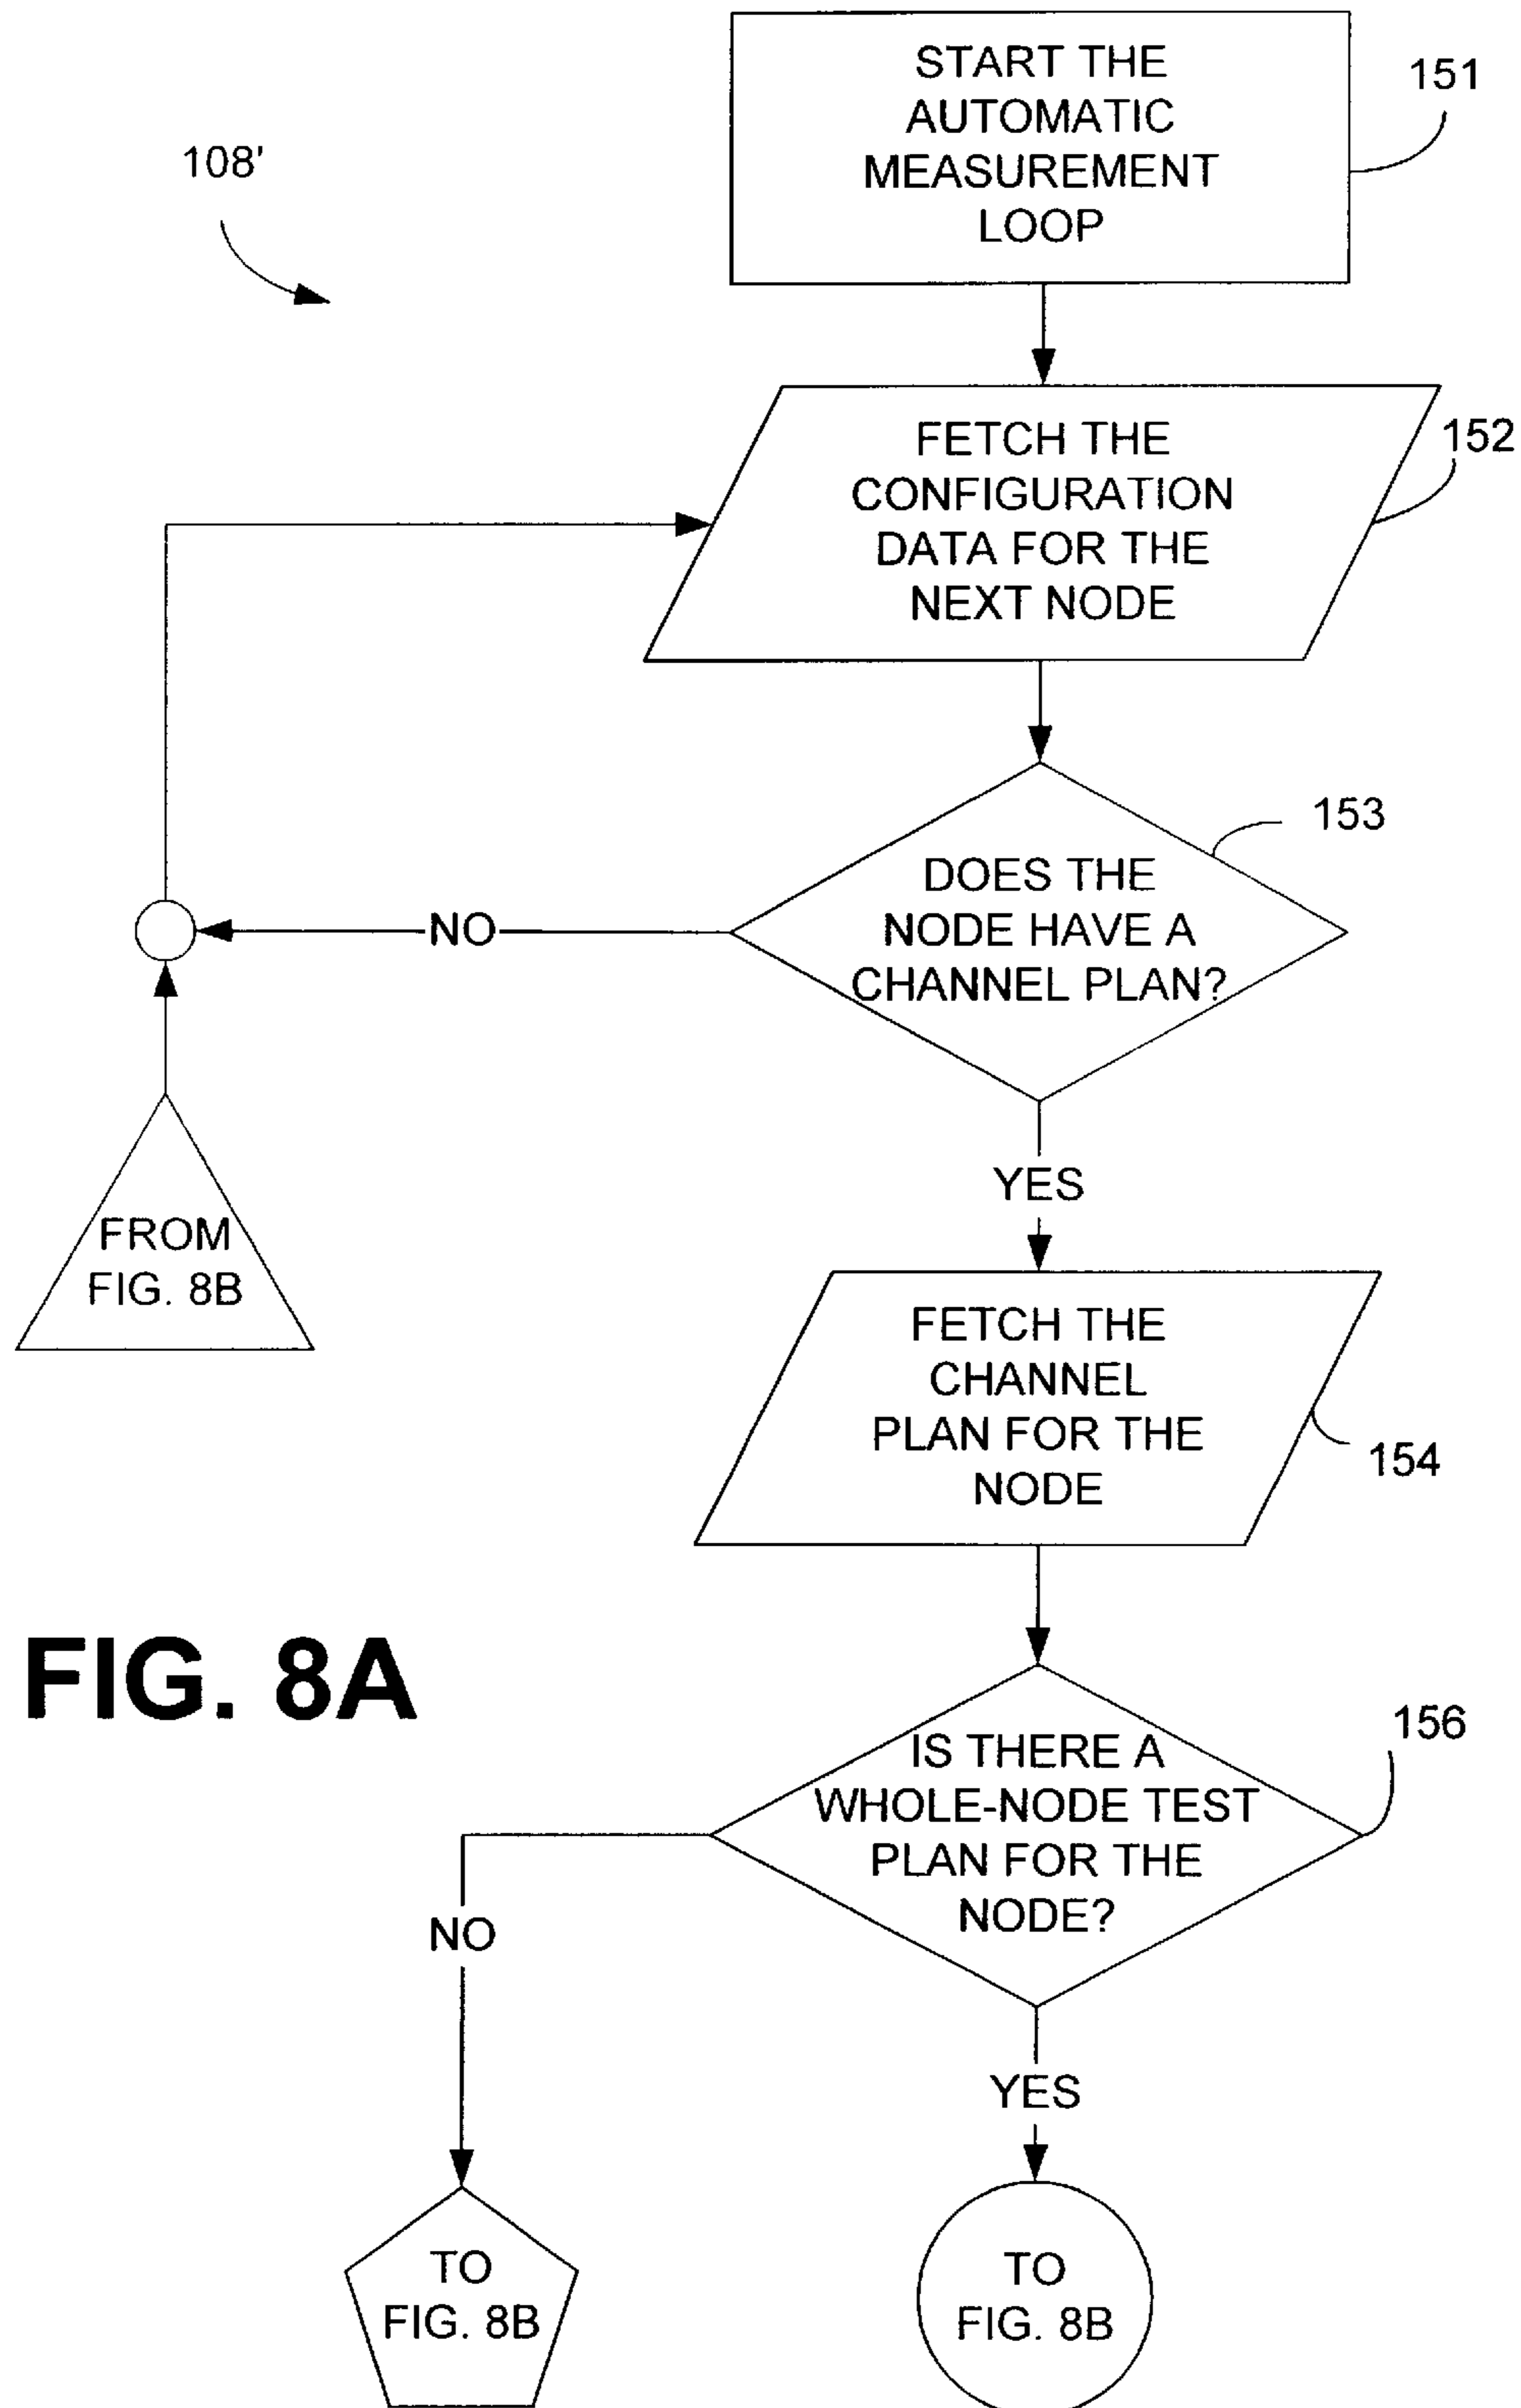 START THE
AUTOMATIC
MEASUREMENT
LOOP
151
108'
FETCH THE
CONFIGURATION
DATA FOR THE
NEXT NODE
152
153
DOES THE
NODE HAVE A
CHANNEL PLAN?
NO
YES
FROM
FIG. 8B
FETCH THE
CHANNEL
PLAN FOR THE
NODE
154
FIG. 8A
156
IS THERE A
WHOLE-NODE TEST
PLAN FOR THE
NODE?
NO
YES
TO
FIG. 8B
TO
FIG. 8B